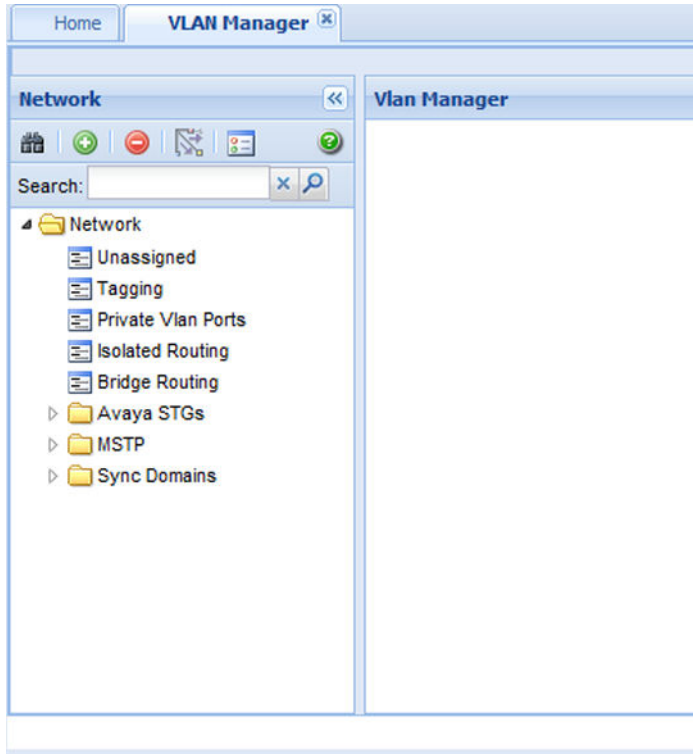 Home
VLAN Manager
Network
Vlan Manager
Search:
Network
Unassigned
Tagging
Private Vlan Ports
Isolated Routing
Bridge Routing
Avaya STGs
MSTP
Sync Domains